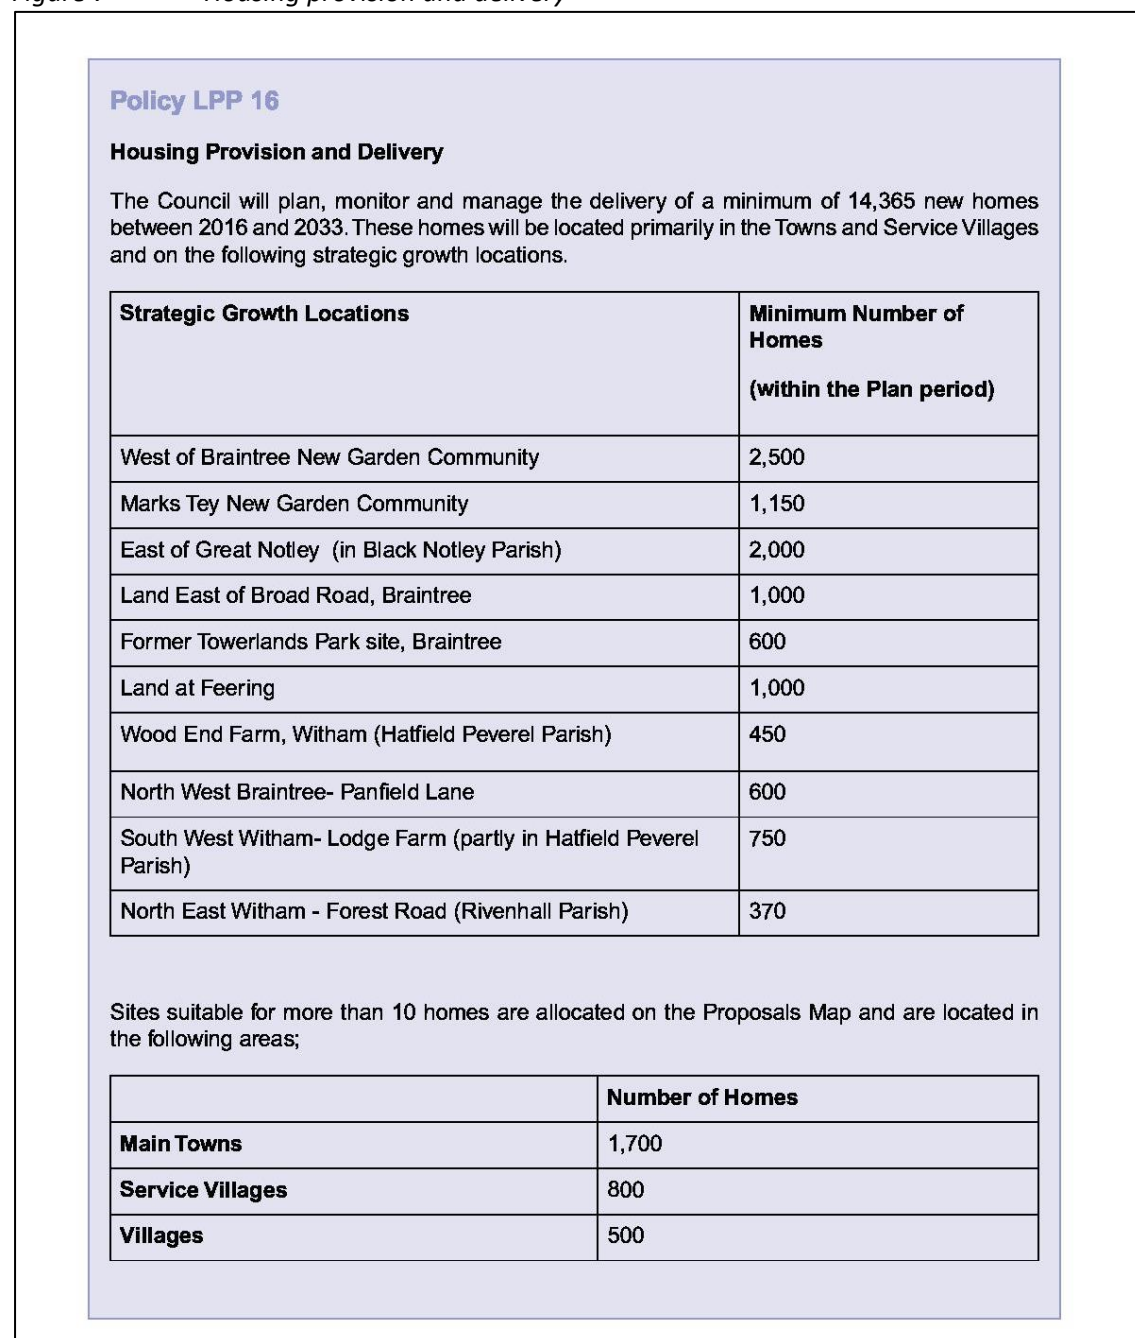 Housing provision and delivery
Policy LPP 16
Housing Provision and Delivery
The Council will plan, monitor and manage the delivery of a minimum of 14,365 new homes
between 2016 and 2033. These homes will be located primarily in the Towns and Service Villages
and on the following strategic growth locations.
Strategic Growth Locations
Minimum Number of
Homes
(within the Plan period)
West of Braintree New Garden Community 2,500
Marks Tey New Garden Community 1,150
East of Great Notley (in Black Notley Parish) 2,000
Land East of Broad Road, Braintree 1,000
Former Towerlands Park site, Braintree 600
Land at Feering 1,000
Wood End Farm, Witham (Hatfield Peverel Parish) 450
North West Braintree- Panfield Lane 600
South West Witham- Lodge Farm (partly in Hatfield Peverel 750
Parish)
North East Witham - Forest Road (Rivenhall Parish) 370
Sites suitable for more than 10 homes are allocated on the Proposals Map and are located in
the following areas;
Number of Homes
Main Towns 1,700
Service Villages 800
Villages 500